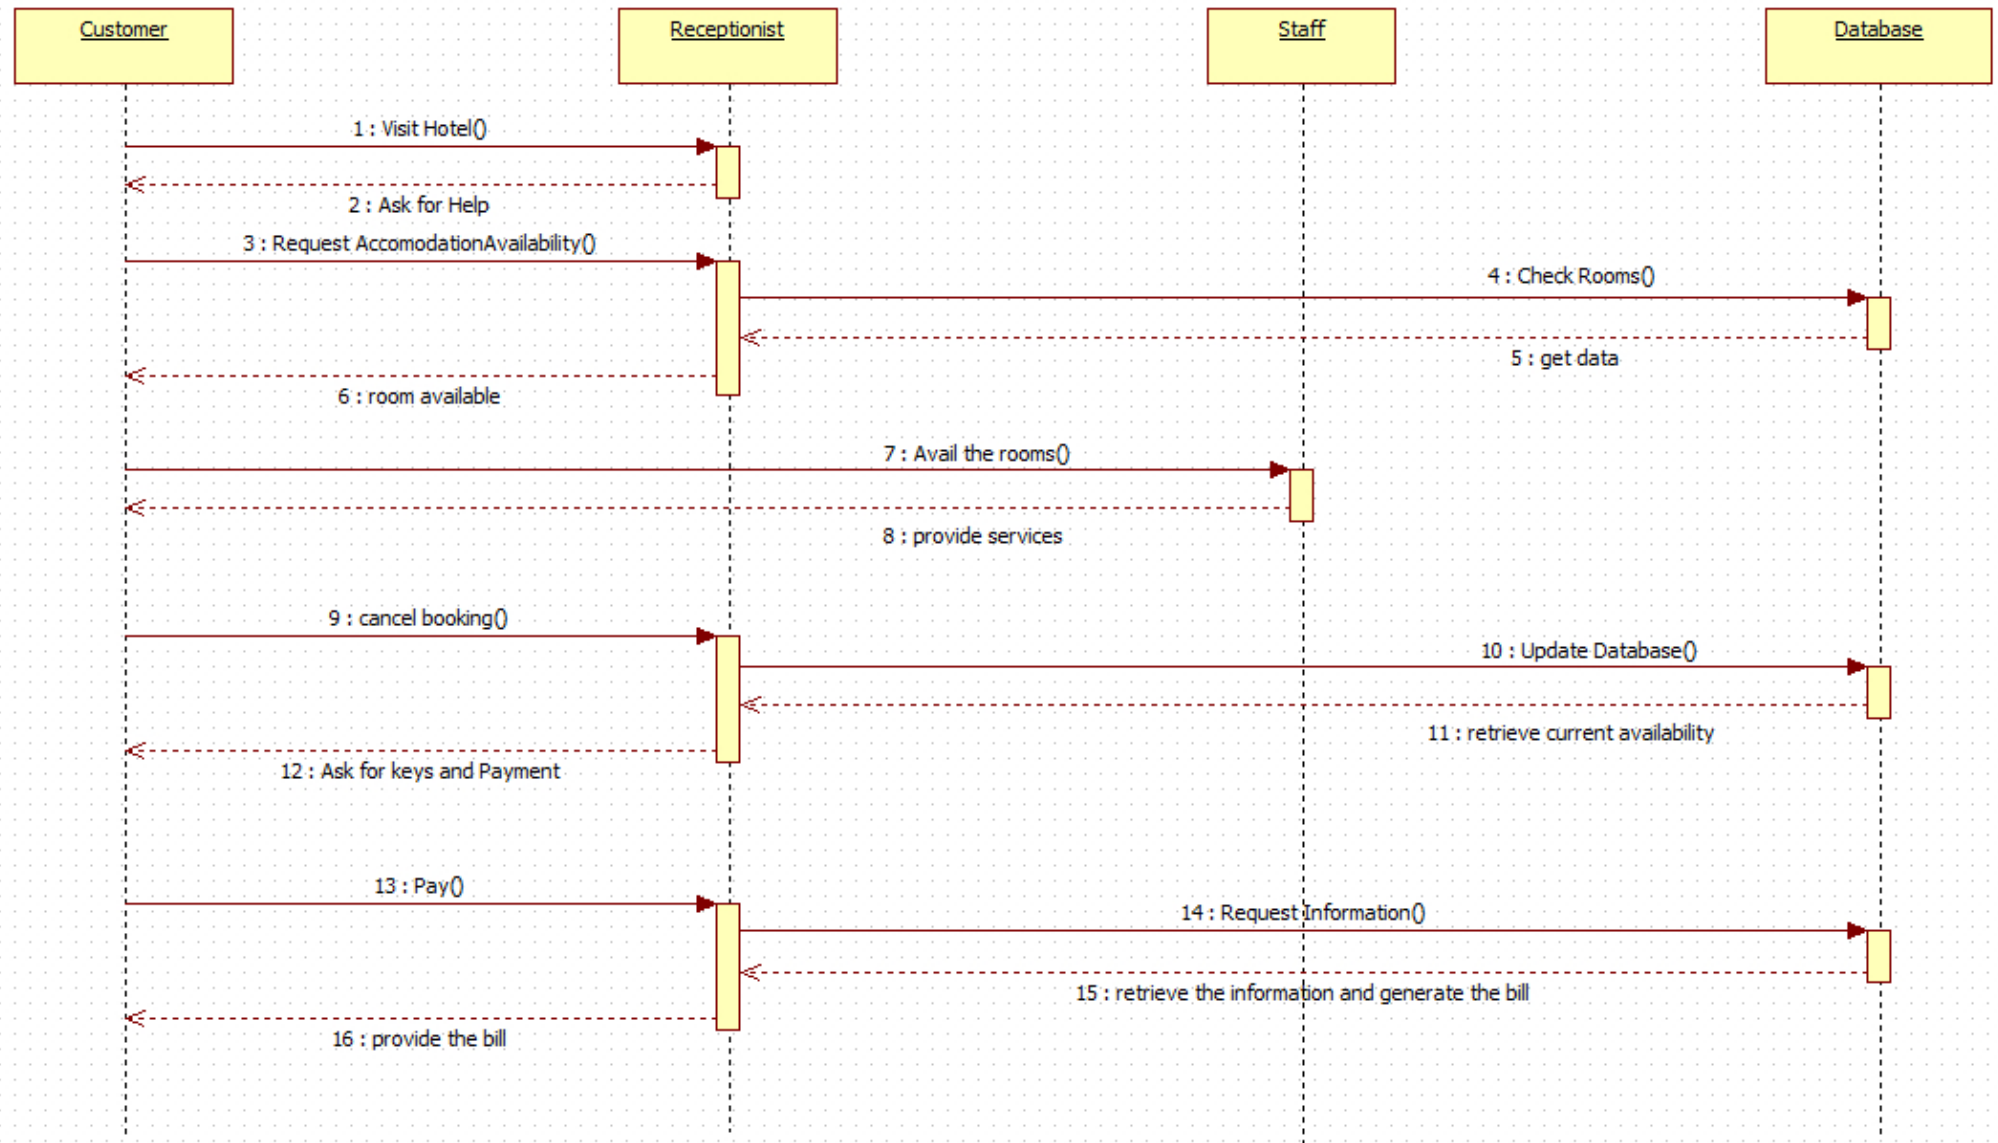 Customer
Receptionist
Staff
Database
1 : Visit Hotel()
2 : Ask for Help
3 : Request AccomodationAvailability()
4 : Check Rooms()
5 : get data
6 : room available
7 : Avail the rooms()
8 : provide services
9 : cancel booking()
10 : Update Database()
11 : retrieve current availability
12 : Ask for keys and Payment
13 : Pay()
14 : Request Information()
15 : retrieve the information and generate the bill
16 : provide the bill